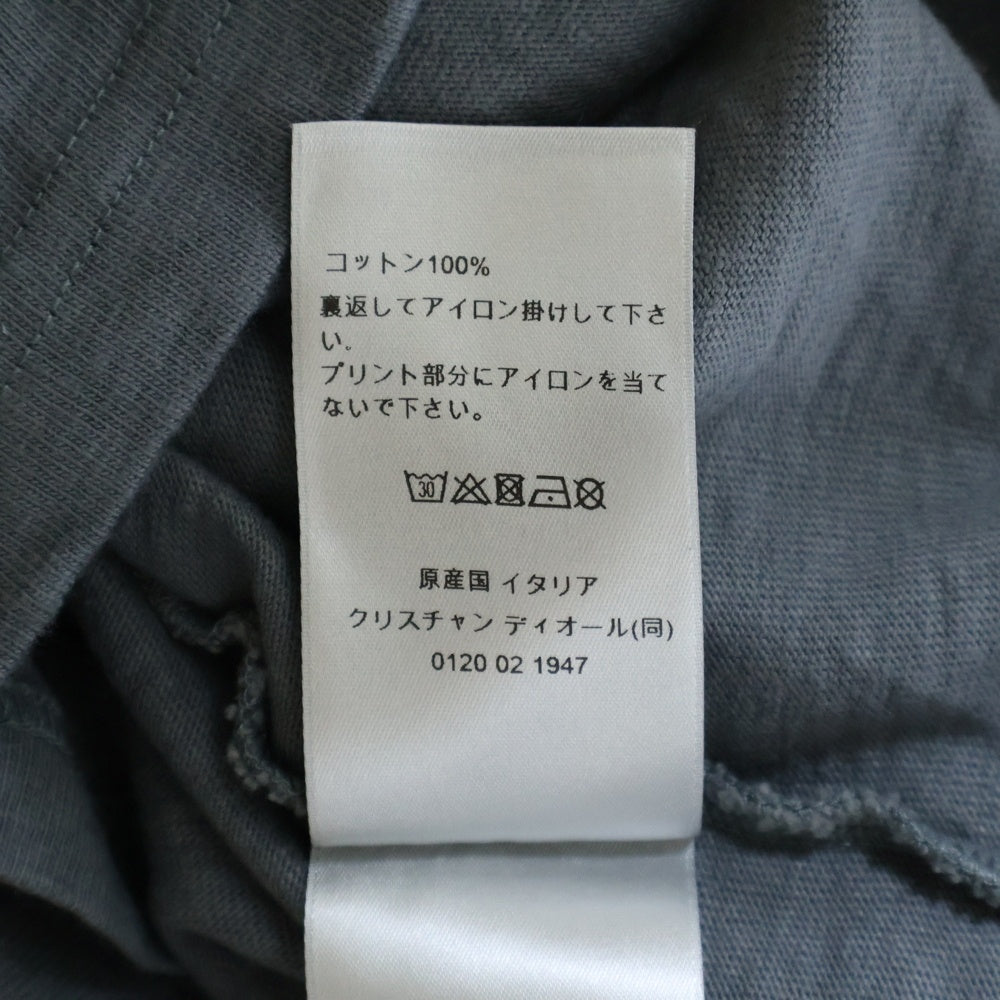 コットン100%
裏返してアイロン掛けして下さ
い。
プリント部分にアイロンを当て
ないで下さい。
30
原産国 イタリア
クリスチャン ディオール(同)
0120 02 1947